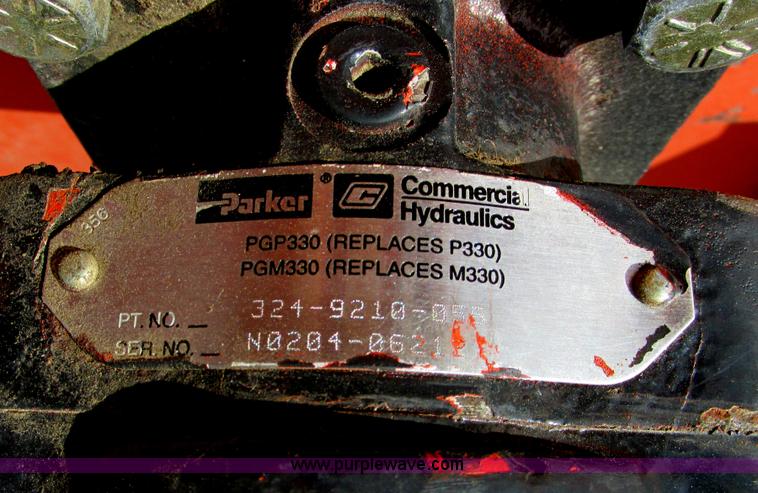 356
Parker ® C Commercial
Hydraulics
PGP330 (REPLACES P330)
PGM330 (REPLACES M330)
PT. NO. 324-9210-055
SER. NO. N0204-0621
www.purplewave.com